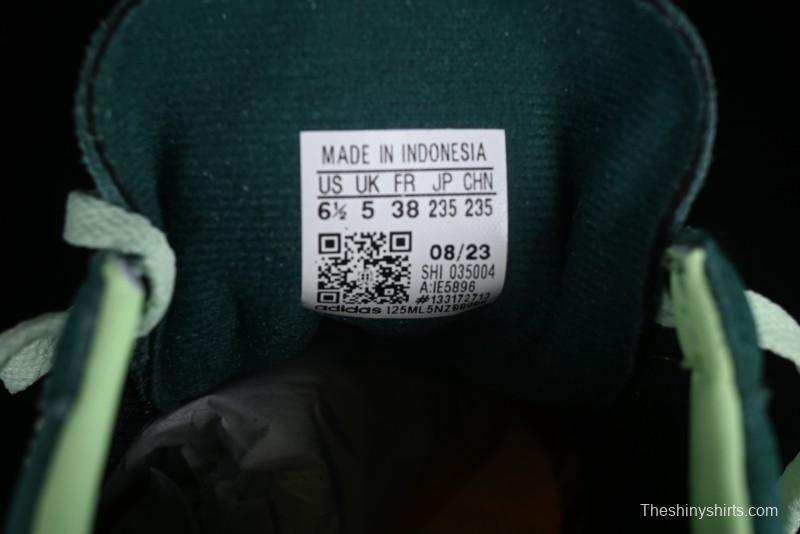 MADE IN INDONESIA
US UK FR JP CHN
6½ 5 38 235 235
08/23
SHI 035004
A:IE5896
#133172713
adidas
Theshinyshirts.com